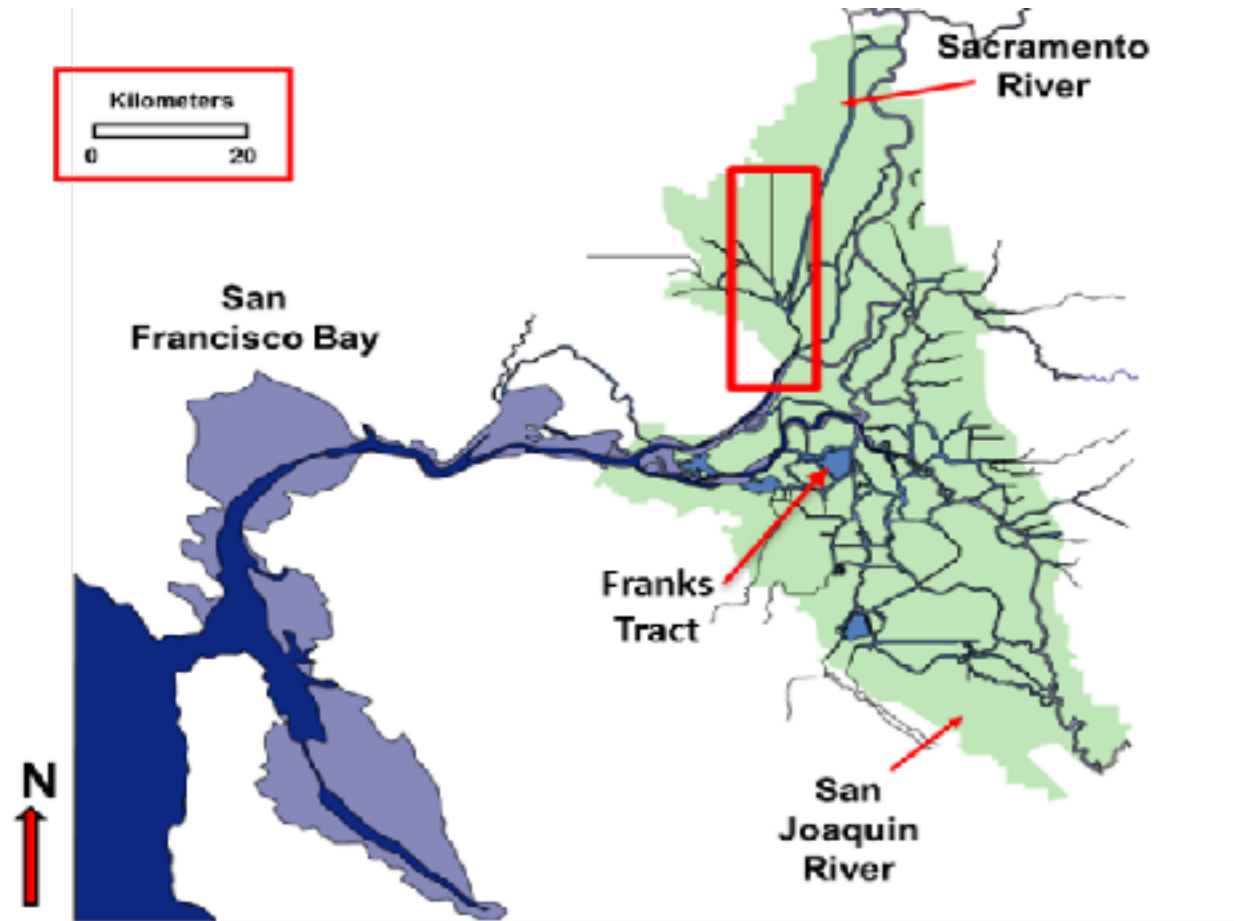 Sacramento
River
Kilometers
0 20
San
Francisco Bay
Franks
Tract
N
San
Joaquin
River